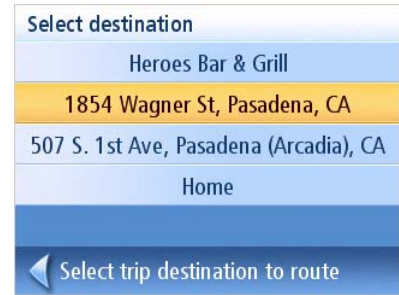 Select destination
Heroes Bar & Grill
1854 Wagner St, Pasadena, CA
507 S. 1st Ave, Pasadena (Arcadia), CA
Home
Select trip destination to route